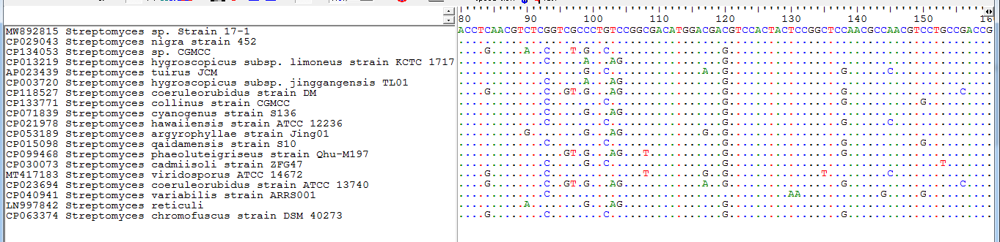 80 90 100 110 120 130 140 150 16
MW892815 Streptomyces sp. Strain 17-1 ACCTCAACGTCTCGGTCGCCCTGTCCGGCGACATGGACGACGTCCACTACTCCGGCTCCAACGCCAACGTCCTGCCGACCG
CP029043 Streptomyces nigra strain 452
CP134053 Streptomyces sp. CGMCC G A C T G C G
CP013219 Streptomyces hygroscopicus subsp. limoneus strain KCTC 1717 C A AG G
AP023439 Streptomyces tuirus JCM G C A G G C
CP003720 Streptomyces hygroscopicus subsp. jinggangensis TL01 C A AG G
CP118527 Streptomyces coeruleorubidus strain DM G C GT G AG G G C
CP133771 Streptomyces collinus strain CGMCC C C G G G
CP071839 Streptomyces cyanogenus strain S136 C G AG G
CP021978 Streptomyces hawaiiensis strain ATCC 12236 C C G G C
CP053189 Streptomyces argyrophyllae strain Jing01 G G AG G G
CP015098 Streptomyces qaidamensis strain S10 C C G G G
CP099468 Streptomyces phaeoluteigriseus strain Qhu-M197 GT G AG T G G
CP030073 Streptomyces cadmiisoli strain ZFG47 C G C G T
MT417183 Streptomyces viridosporus ATCC 14672 G C T G G T C
CP023694 Streptomyces coeruleorubidus strain ATCC 13740 G C GT G AG A G G C
CP040941 Streptomyces variabilis strain ARRS001 C AA G G
LN997842 Streptomyces reticuli A G AG G G
CP063374 Streptomyces chromofuscus strain DSM 40273 G C C G G